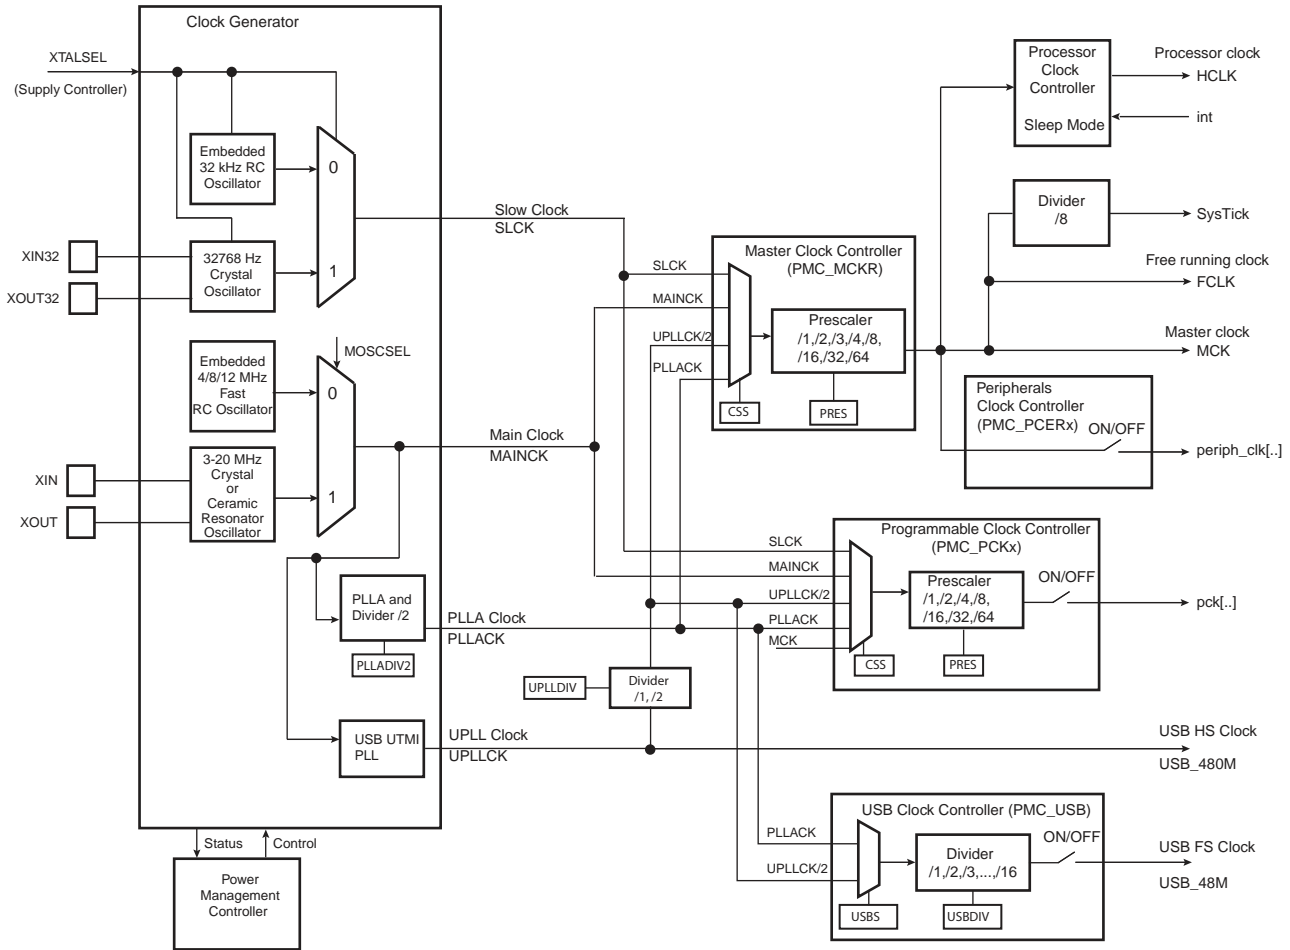 Clock Generator
XTALSEL
(Supply Controller)
Embedded
32 kHz RC
Oscillator
0
XIN32
XOUT32
32768 Hz
Crystal
Oscillator
1
Slow Clock
SLCK
Embedded
4/8/12 MHz
Fast
RC Oscillator
MOSCSEL
0
XIN
XOUT
3-20 MHz
Crystal
or
Ceramic
Resonator
Oscillator
1
Main Clock
MAINCK
PLLA and
Divider /2
PLLADIV2
PLLA Clock
PLLACK
USB UTMI
PLL
UPLL Clock
UPLLCK
UPLLDIV
Divider
/1, /2
Status
Control
Power
Management
Controller
Master Clock Controller
(PMC_MCKR)
SLCK
MAINCK
UPLLCK/2
PLLACK
Prescaler
/1,/2,/3,/4,/8,
/16,/32,/64
CSS
PRES
Processor
Clock
Controller
Sleep Mode
Processor clock
HCLK
int
Divider
/8
SysTick
Free running clock
FCLK
Master clock
MCK
Peripherals
Clock Controller
(PMC_PCERx)
ON/OFF
periph_clk[..]
Programmable Clock Controller
(PMC_PCKx)
SLCK
MAINCK
UPLLCK/2
PLLACK
MCK
Prescaler
/1,/2,/4,/8,
/16,/32,/64
ON/OFF
CSS
PRES
pck[..]
USB HS Clock
USB_480M
USB Clock Controller (PMC_USB)
PLLACK
UPLLCK/2
Divider
/1,/2,/3,...,/16
ON/OFF
USBS
USBDIV
USB FS Clock
USB_48M